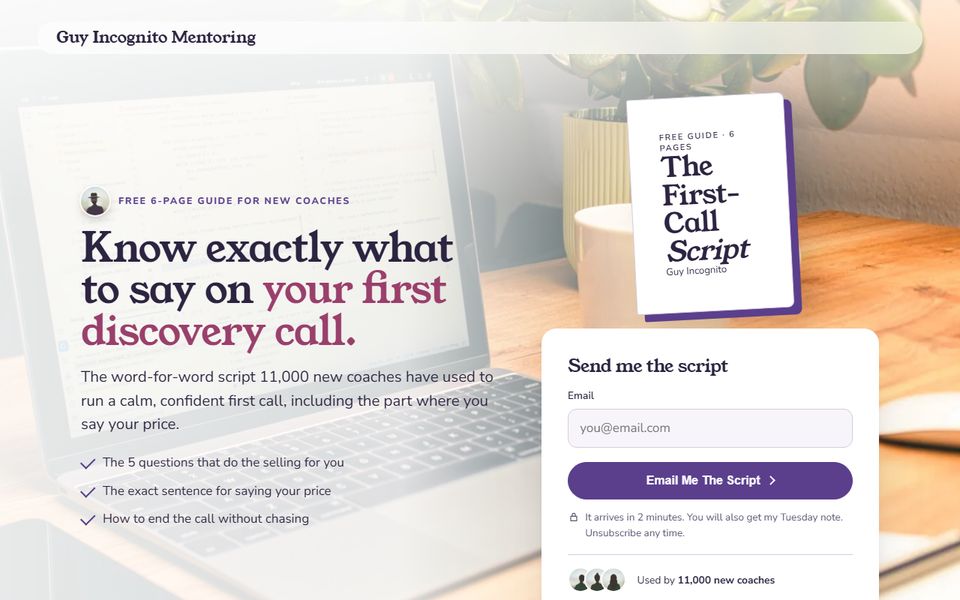 Guy Incognito Mentoring
FREE 6-PAGE GUIDE FOR NEW COACHES
Know exactly what
to say on your first
discovery call.
The word-for-word script 11,000 new coaches have used to
run a calm, confident first call, including the part where you
say your price.
The 5 questions that do the selling for you
The exact sentence for saying your price
How to end the call without chasing
FREE GUIDE · 6
PAGES
The
First-
Call
Script
Guy Incognito
Send me the script
Email
you@email.com
Email Me The Script
It arrives in 2 minutes. You will also get my Tuesday note.
Unsubscribe any time.
Used by 11,000 new coaches